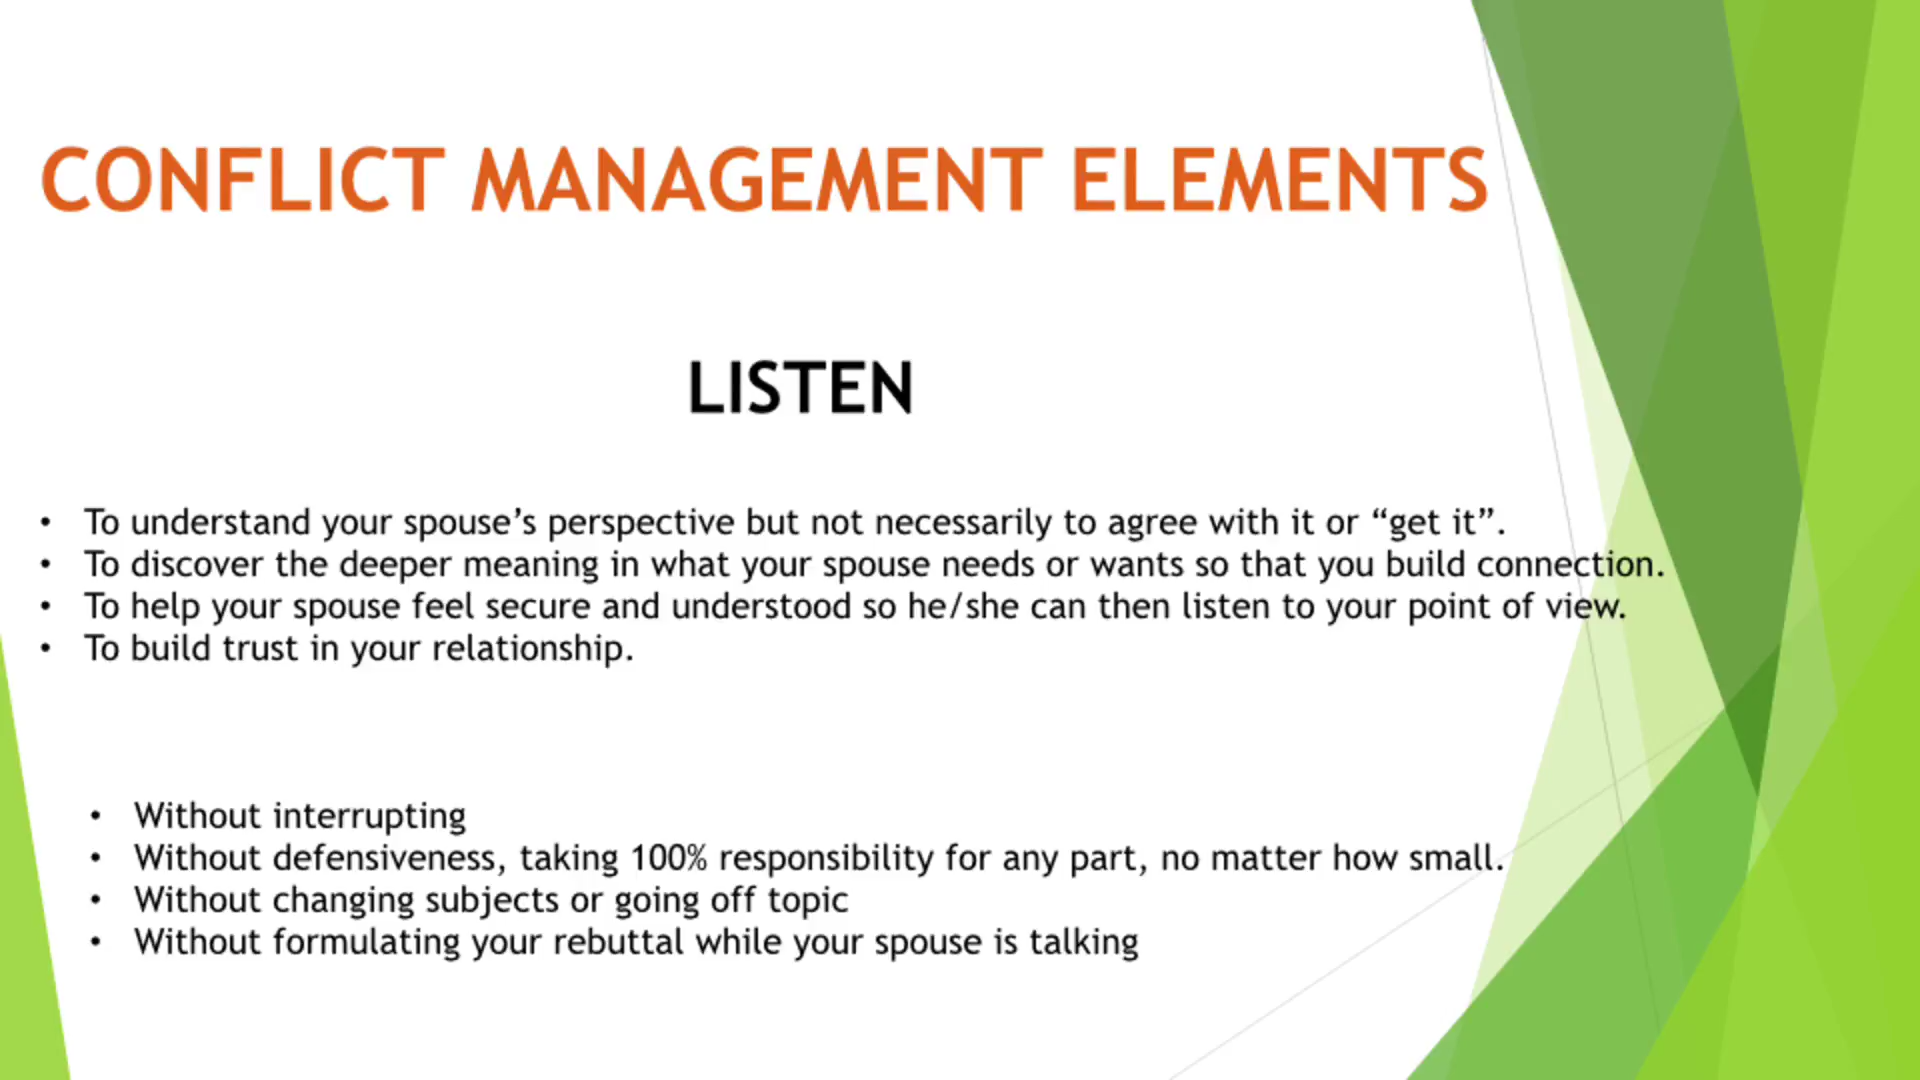 CONFLICT MANAGEMENT ELEMENTS
LISTEN
• To understand your spouse’s perspective but not necessarily to agree with it or “get it”.
• To discover the deeper meaning in what your spouse needs or wants so that you build connection.
• To help your spouse feel secure and understood so he/she can then listen to your point of view.
• To build trust in your relationship.
• Without interrupting
• Without defensiveness, taking 100% responsibility for any part, no matter how small.
• Without changing subjects or going off topic
• Without formulating your rebuttal while your spouse is talking